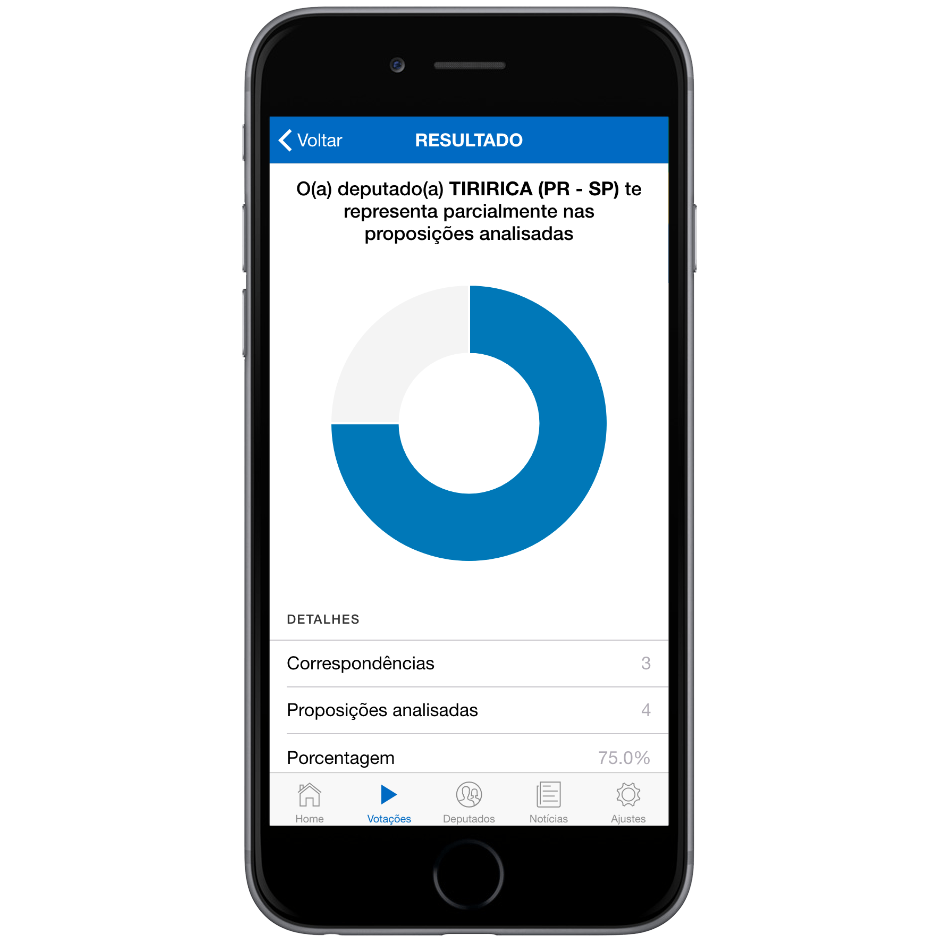 Voltar RESULTADO
O(a) deputado(a) TIRIRICA (PR - SP) te
representa parcialmente nas
proposições analisadas
DETALHES
Correspondências 3
Proposições analisadas 4
Porcentagem 75.0%
Home Votações Deputados Notícias Ajustes